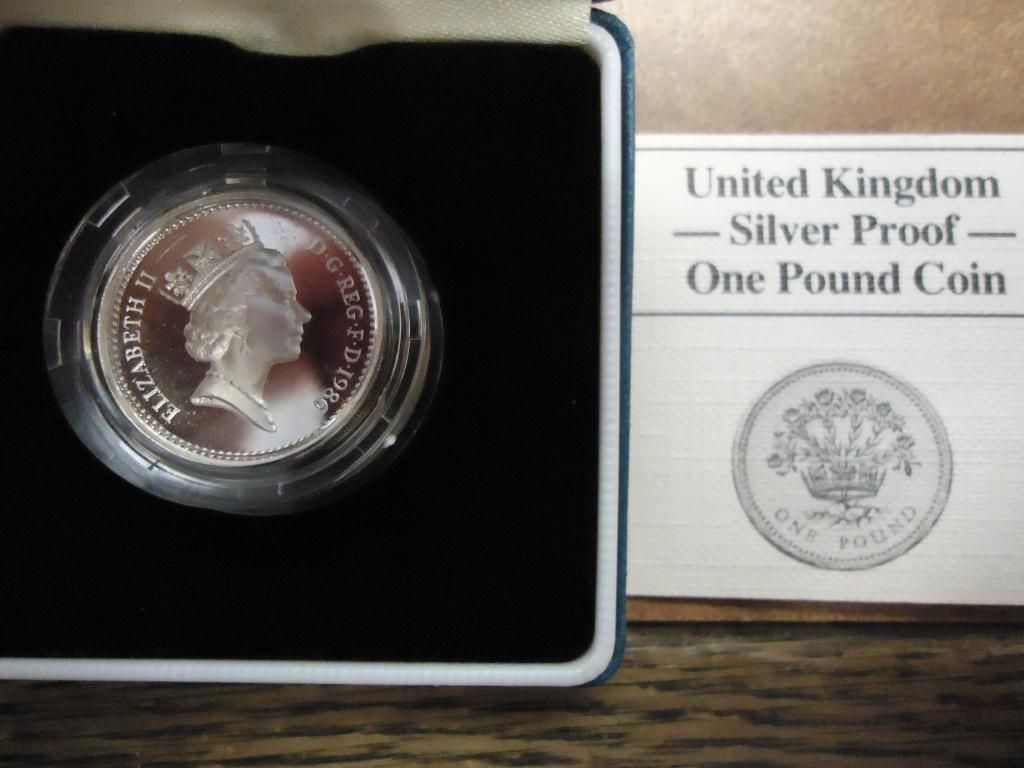 ELIZABETH II
D·G·REG·F·D·1986
United Kingdom
— Silver Proof —
One Pound Coin
ONE POUND